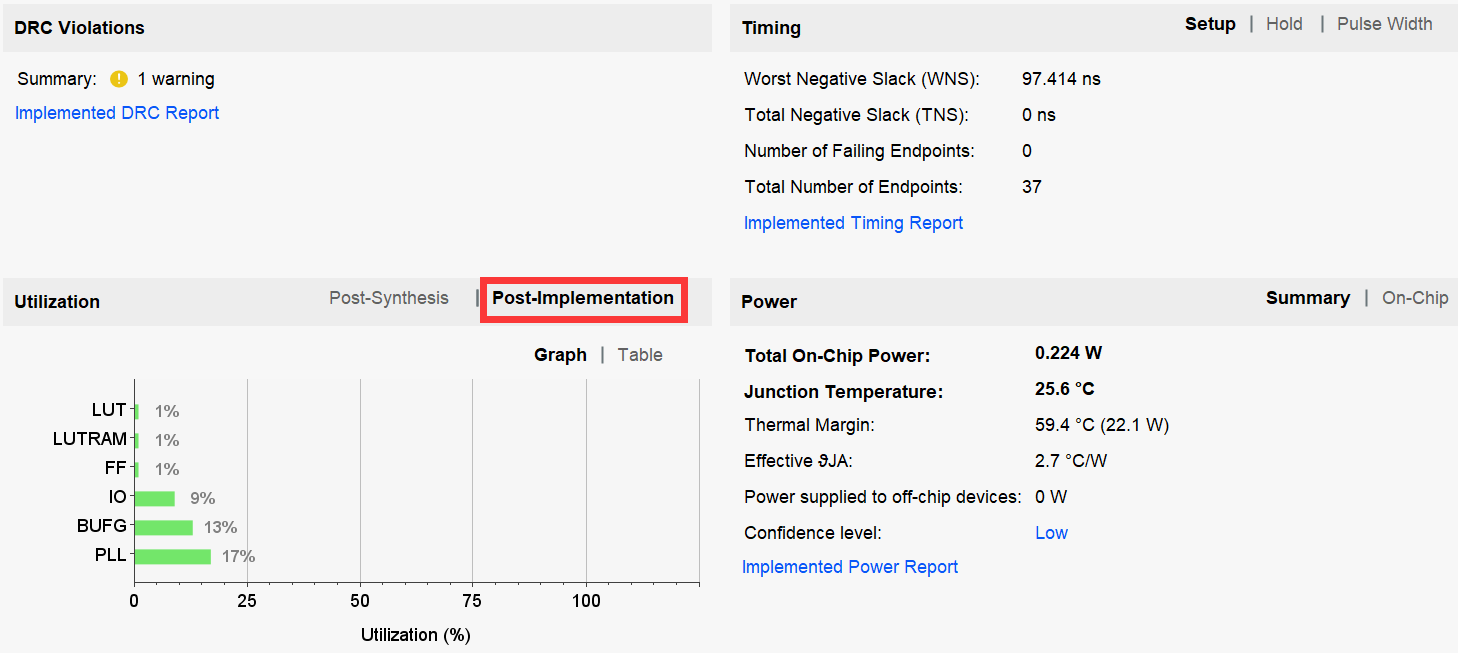 DRC Violations
Summary: 1 warning
Implemented DRC Report
Timing
Setup | Hold | Pulse Width
Worst Negative Slack (WNS): 97.414 ns
Total Negative Slack (TNS): 0 ns
Number of Failing Endpoints: 0
Total Number of Endpoints: 37
Implemented Timing Report
Utilization
Post-Synthesis | Post-Implementation
Graph | Table
LUT 1%
LUTRAM 1%
FF 1%
IO 9%
BUFG 13%
PLL 17%
0 25 50 75 100
Utilization (%)
Power
Summary | On-Chip
Total On-Chip Power: 0.224 W
Junction Temperature: 25.6 °C
Thermal Margin: 59.4 °C (22.1 W)
Effective ϑJA: 2.7 °C/W
Power supplied to off-chip devices: 0 W
Confidence level: Low
Implemented Power Report